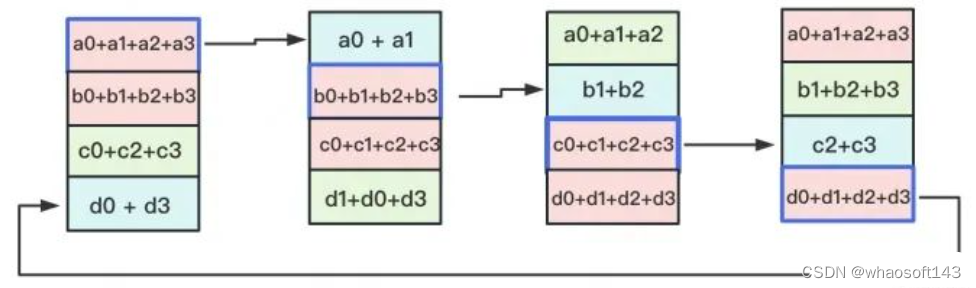 a0+a1+a2+a3
b0+b1+b2+b3
c0+c2+c3
d0 + d3
a0 + a1
b0+b1+b2+b3
c0+c1+c2+c3
d1+d0+d3
a0+a1+a2
b1+b2
c0+c1+c2+c3
d0+d1+d2+d3
a0+a1+a2+a3
b1+b2+b3
c2+c3
d0+d1+d2+d3
CSDN @whaosoft143